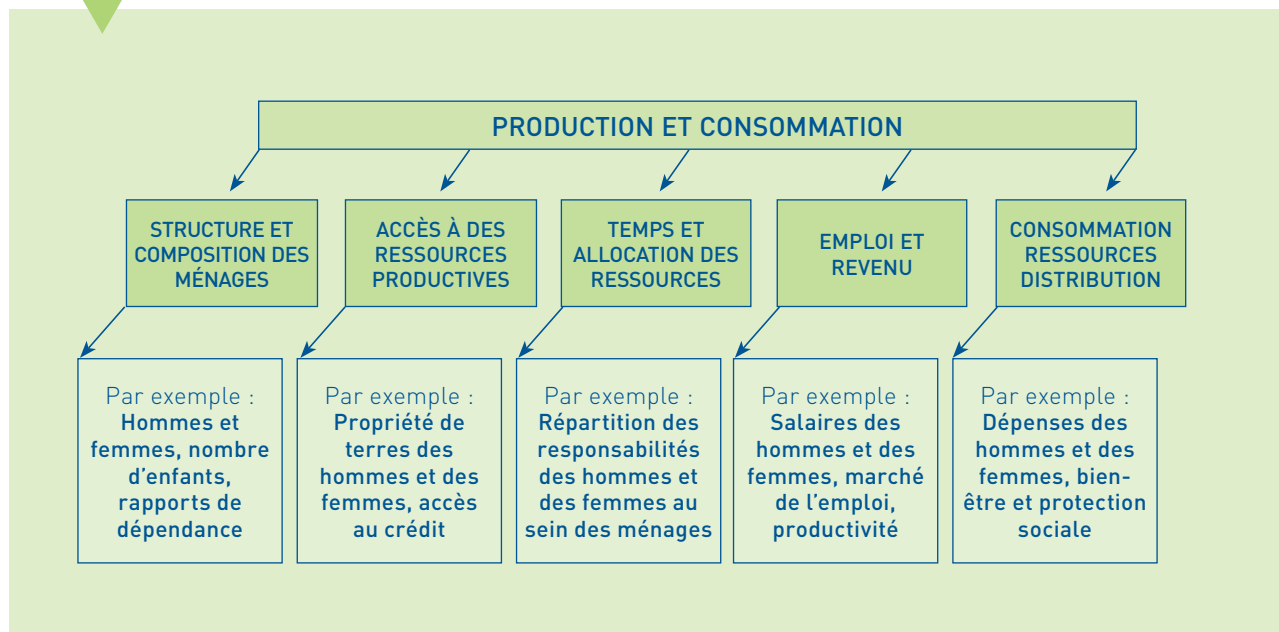 PRODUCTION ET CONSOMMATION
STRUCTURE ET
COMPOSITION DES
MÉNAGES
ACCÈS À DES
RESSOURCES
PRODUCTIVES
TEMPS ET
ALLOCATION DES
RESSOURCES
EMPLOI ET
REVENU
CONSOMMATION
RESSOURCES
DISTRIBUTION
Par exemple :
Hommes et
femmes, nombre
d’enfants,
rapports de
dépendance
Par exemple :
Propriété de
terres des
hommes et des
femmes, accès
au crédit
Par exemple :
Répartition des
responsabilités
des hommes et
des femmes au
sein des ménages
Par exemple :
Salaires des
hommes et des
femmes, marché
de l’emploi,
productivité
Par exemple :
Dépenses des
hommes et des
femmes, bien-
être et protection
sociale